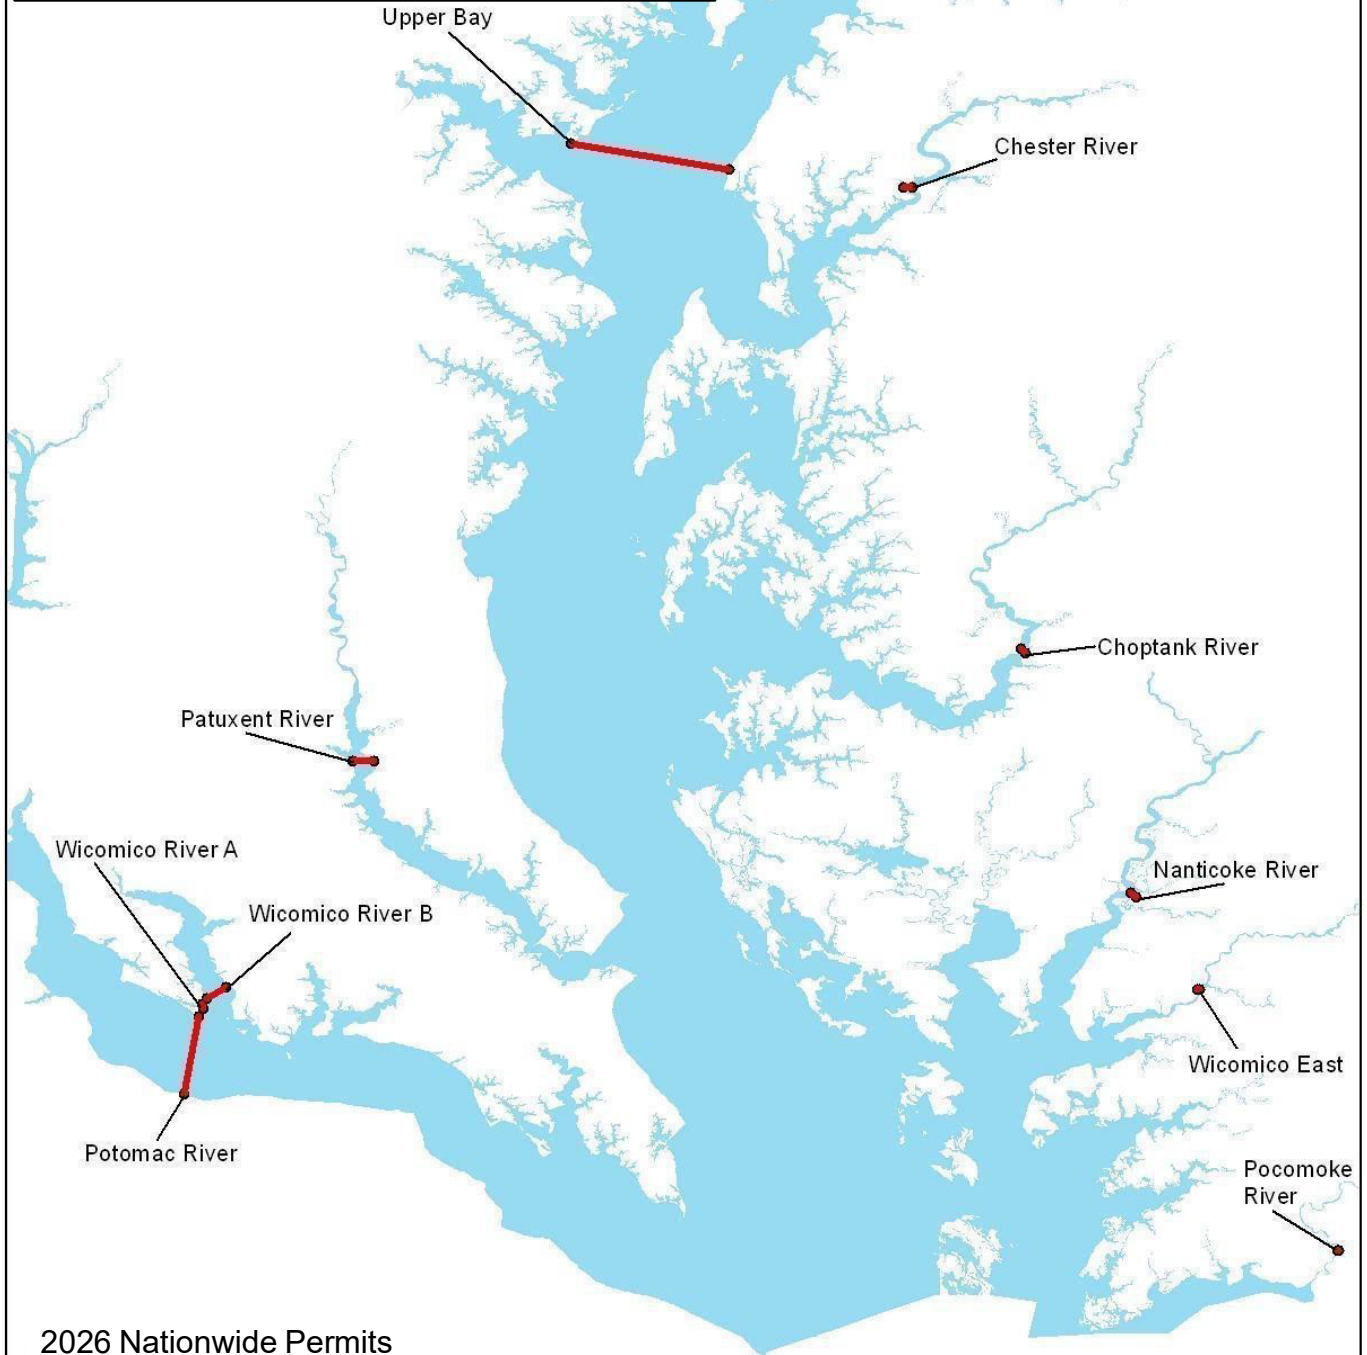 Upper Bay
Chester River
Choptank River
Patuxent River
Wicomico River A
Nanticoke River
Wicomico River B
Wicomico East
Potomac River
Pocomoke
River
2026 Nationwide Permits